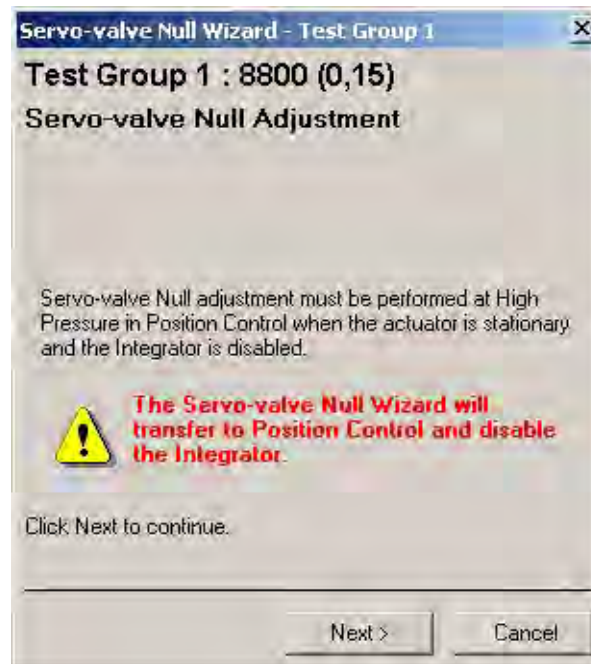 Servo-valve Null Wizard - Test Group 1
Test Group 1 : 8800 (0,15)
Servo-valve Null Adjustment
Servo-valve Null adjustment must be performed at High
Pressure in Position Control when the actuator is stationary
and the Integrator is disabled.
The Servo-valve Null Wizard will
transfer to Position Control and disable
the Integrator.
Click Next to continue.
Next > Cancel